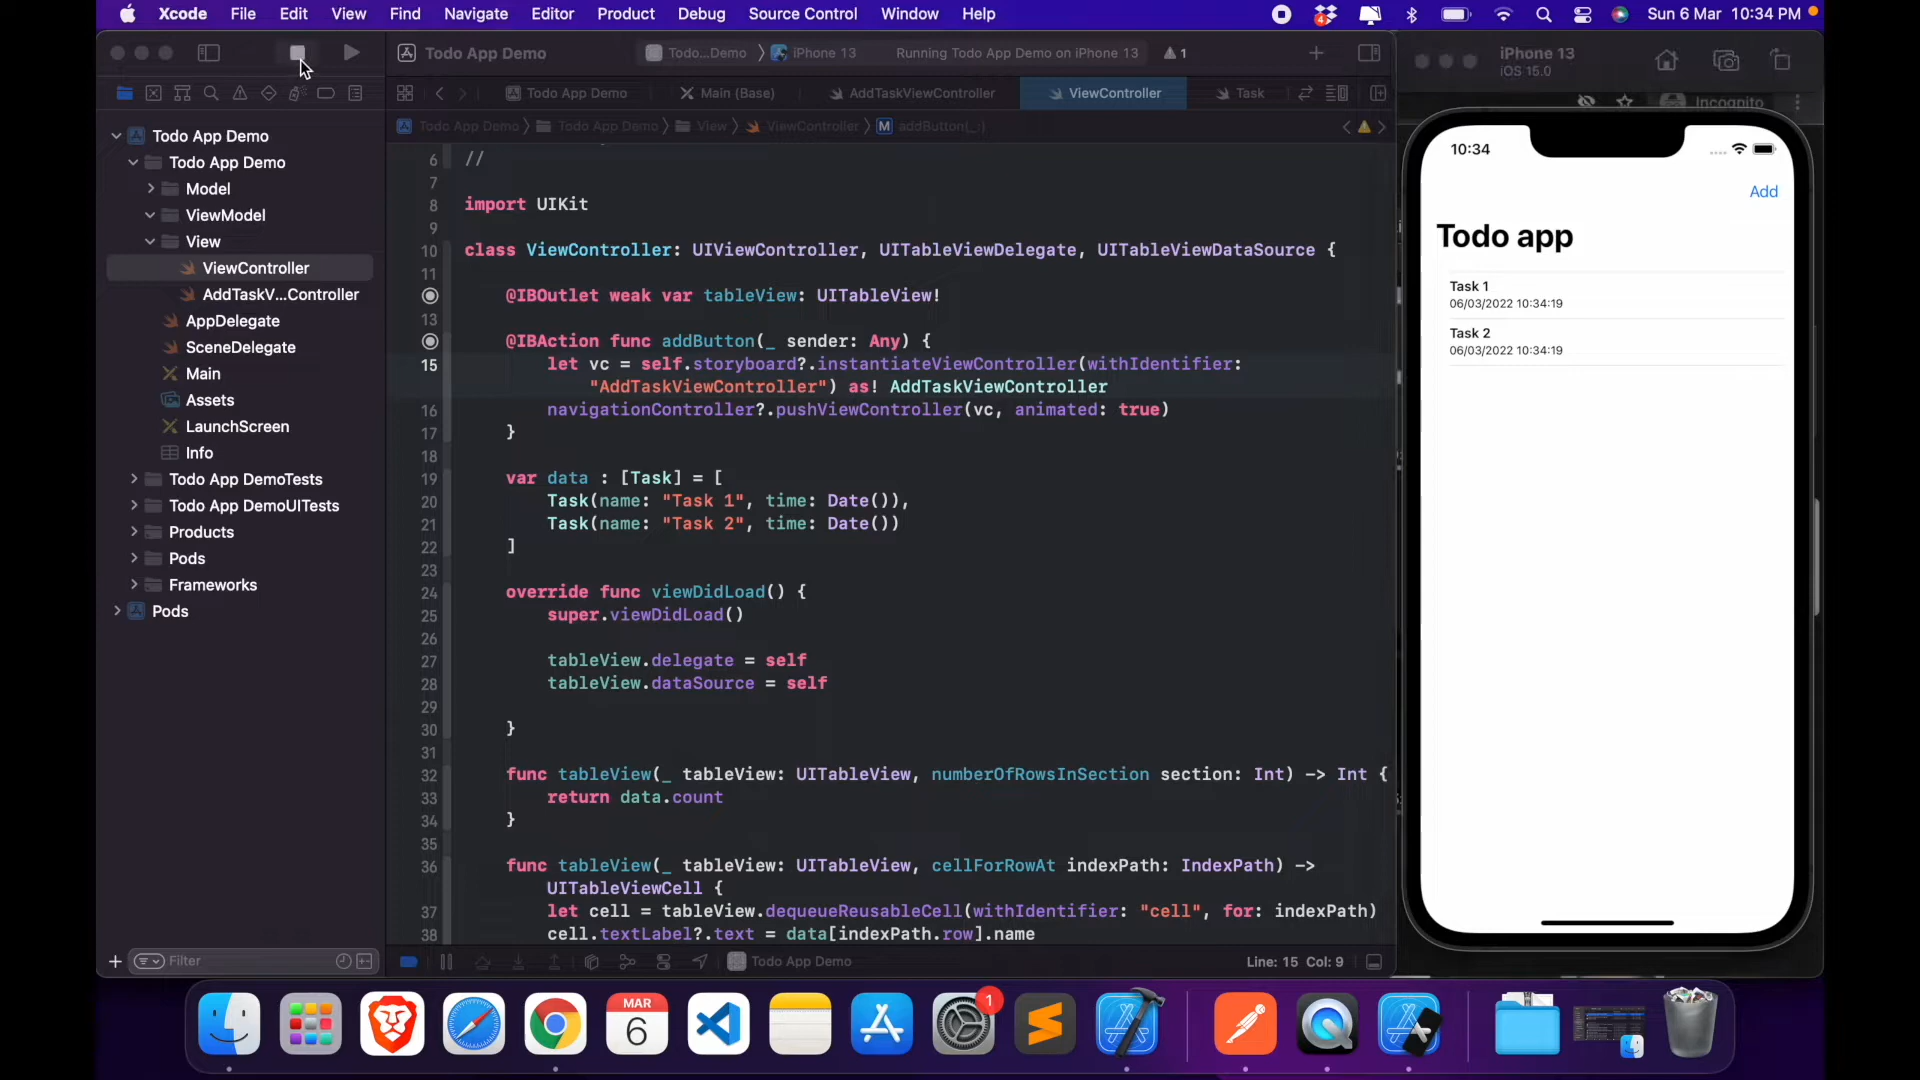 Xcode File Edit View Find Navigate Editor Product Debug Source Control Window Help 4 Sun 6 Mar 10:34 PM
Todo App Demo Todo...Demo iPhone 13 Running Todo App Demo on iPhone 13 1
Todo App Demo Main (Base) AddTaskViewController ViewController Task
Todo App Demo Todo App Demo View ViewController M addButton(_:)
Todo App Demo
Todo App Demo
Model
ViewModel
View
ViewController
AddTaskV...Controller
AppDelegate
SceneDelegate
Main
Assets
LaunchScreen
Info
Todo App DemoTests
Todo App DemoUITests
Products
Pods
Frameworks
Pods
Filter
6 //
7
8 import UIKit
9
10 class ViewController: UIViewController, UITableViewDelegate, UITableViewDataSource {
11
@IBOutlet weak var tableView: UITableView!
13
@IBAction func addButton(_ sender: Any) {
15 let vc = self.storyboard?.instantiateViewController(withIdentifier:
"AddTaskViewController") as! AddTaskViewController
16 navigationController?.pushViewController(vc, animated: true)
17 }
18
19 var data : [Task] = [
20 Task(name: "Task 1", time: Date()),
21 Task(name: "Task 2", time: Date())
22 ]
23
24 override func viewDidLoad() {
25 super.viewDidLoad()
26
27 tableView.delegate = self
28 tableView.dataSource = self
29
30 }
31
32 func tableView(_ tableView: UITableView, numberOfRowsInSection section: Int) -> Int {
33 return data.count
34 }
35
36 func tableView(_ tableView: UITableView, cellForRowAt indexPath: IndexPath) ->
UITableViewCell {
37 let cell = tableView.dequeueReusableCell(withIdentifier: "cell", for: indexPath)
38 cell.textLabel?.text = data[indexPath.row].name
Todo App Demo Line: 15 Col: 9
iPhone 13
iOS 15.0
Incognito
10:34
Add
Todo app
Task 1
06/03/2022 10:34:19
Task 2
06/03/2022 10:34:19
MAR
6
1